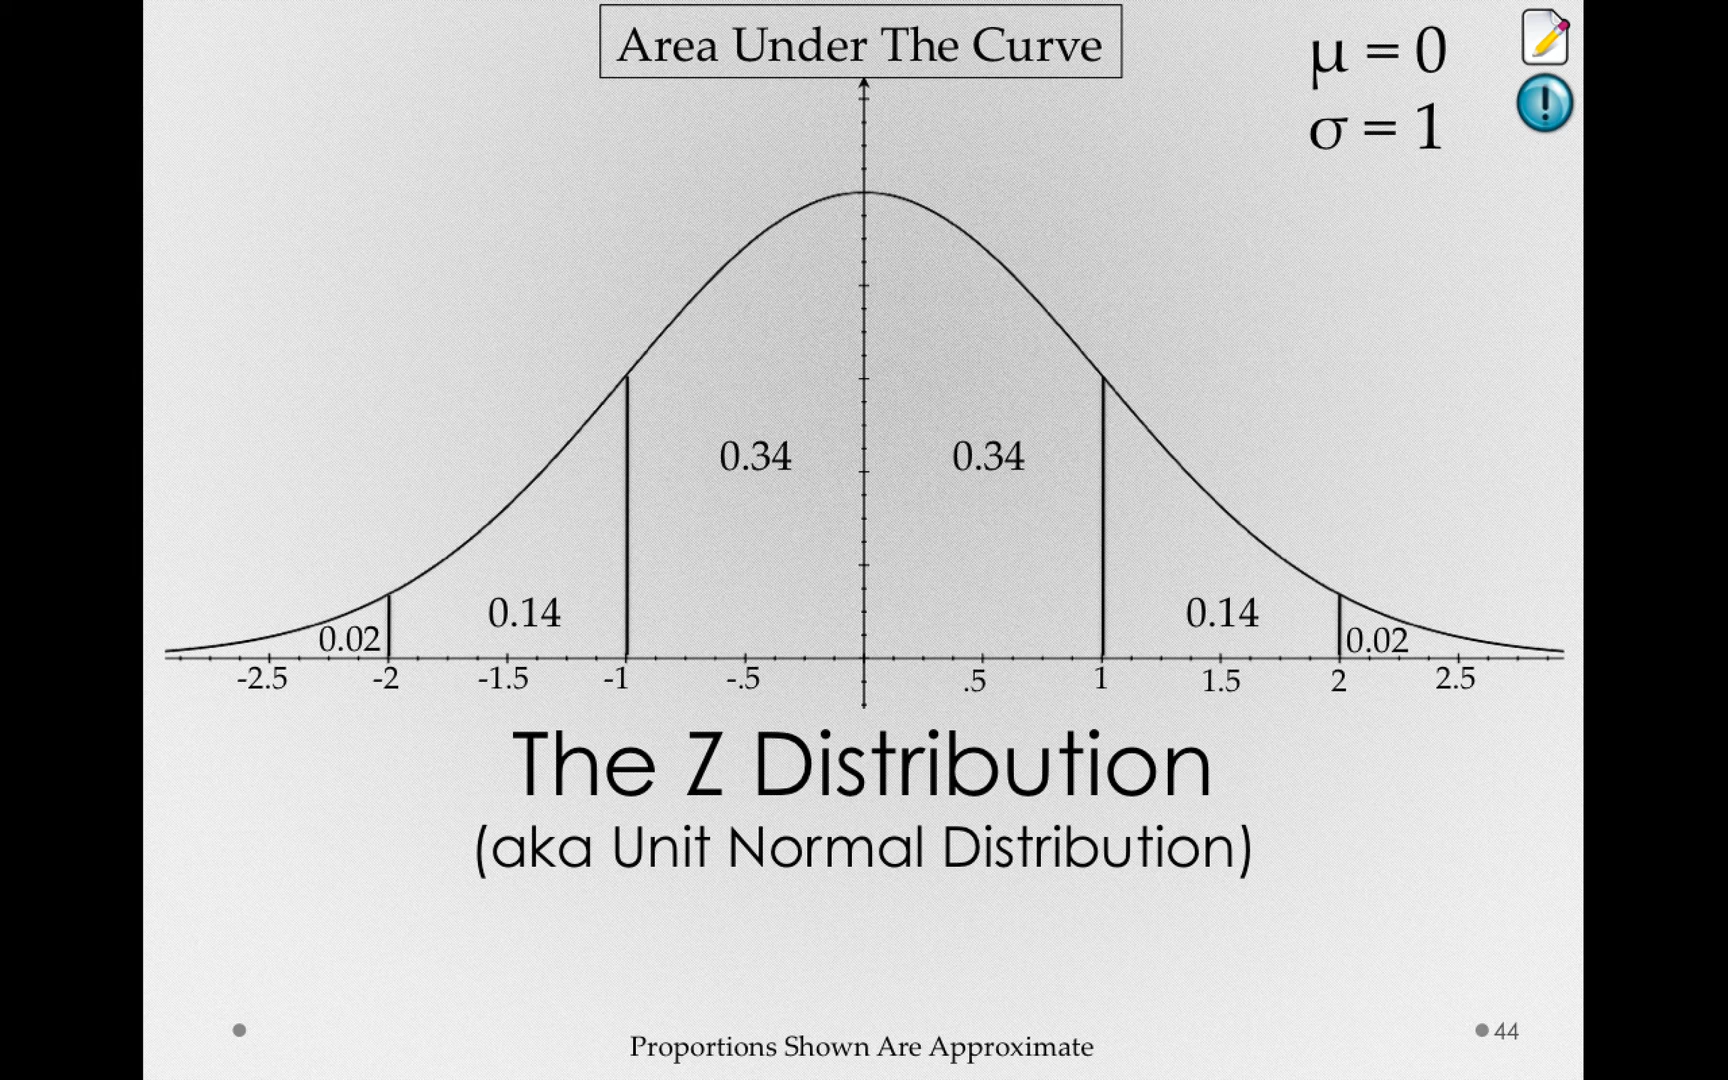 Area Under The Curve
μ = 0
σ = 1
0.34 0.34
0.14 0.14
0.02 0.02
-2.5 -2 -1.5 -1 -.5 .5 1 1.5 2 2.5
The Z Distribution
(aka Unit Normal Distribution)
Proportions Shown Are Approximate
44